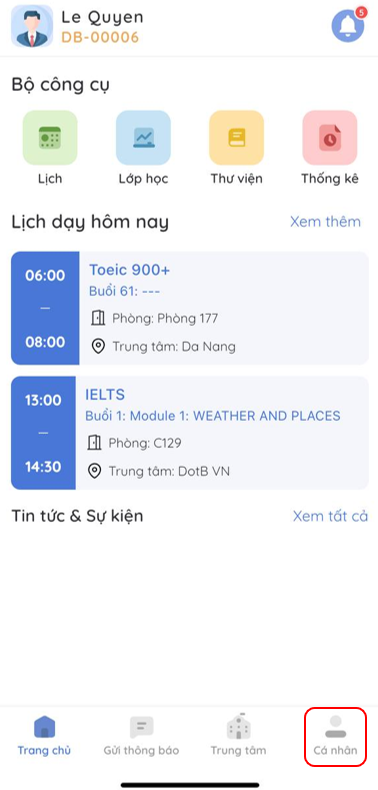 Le Quyen
DB-00006
5
Bộ công cụ
Lịch
Lớp học
Thư viện
Thống kê
Lịch dạy hôm nay
Xem thêm
06:00
—
08:00
Toeic 900+
Buổi 61: ---
Phòng: Phòng 177
Trung tâm: Da Nang
13:00
—
14:30
IELTS
Buổi 1: Module 1: WEATHER AND PLACES
Phòng: C129
Trung tâm: DotB VN
Tin tức & Sự kiện
Xem tất cả
Trang chủ
Gửi thông báo
Trung tâm
Cá nhân